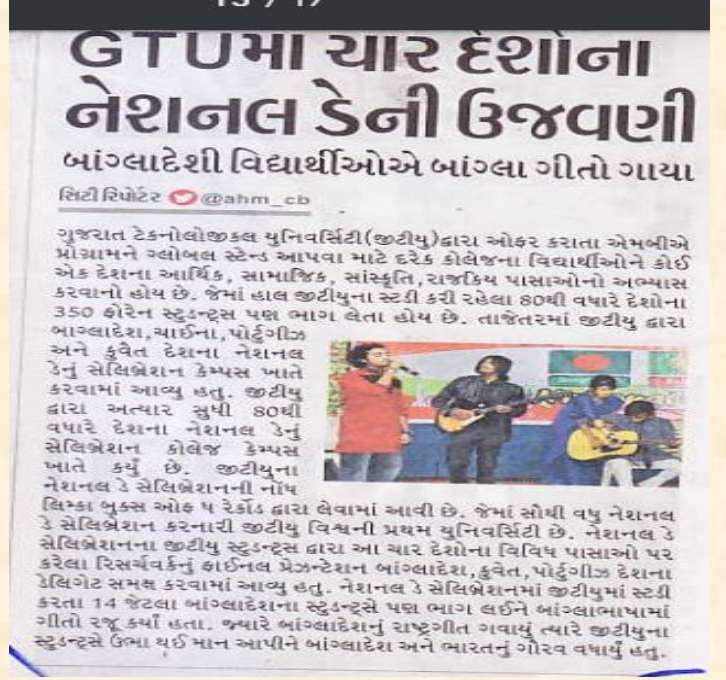 GTUમાં ચાર દેશોના
નેશનલ ડેની ઉજવણી
બાંગ્લાદેશી વિદ્યાર્થીઓએ બાંગ્લા ગીતો ગાયા
સિટી રિપોર્ટર @ahm_cb
ગુજરાત ટેકનોલોજીકલ યુનિવર્સિટી(જીટીયુ)દ્વારા ઓફર કરાતા એમબીએ
પ્રોગ્રામને ગ્લોબલ સ્ટેન્ડ આપવા માટે દરેક કોલેજના વિદ્યાર્થીઓને કોઈ
એક દેશના આર્થિક, સામાજિક, સાંસ્કૃતિ,રાજકિય પાસાઓનો અભ્યાસ
કરવાનો હોય છે. જેમાં હાલ જીટીયુના સ્ટડી કરી રહેલા 80થી વધારે દેશોના
350 ફોરેન સ્ટુડન્ટ્સ પણ ભાગ લેતા હોય છે. તાજેતરમાં જીટીયુ દ્વારા
બાગ્લાદેશ,ચાઈના,પોર્ટુગીઝ
અને કુવૈત દેશના નેશનલ
ડેનું સેલિબ્રેશન કેમ્પસ ખાતે
કરવામાં આવ્યુ હતુ. જીટીયુ
દ્વારા અત્યાર સુધી 80થી
વધારે દેશના નેશનલ ડેનું
સેલિબ્રેશન કોલેજ કેમ્પસ
ખાતે કર્યું છે. જીટીયુના
નેશનલ ડે સેલિબ્રેશનની નોંધ
લિમ્કા બુક્સ ઓફ ધ રેકોર્ડ દ્વારા લેવામાં આવી છે. જેમાં સૌથી વધુ નેશનલ
ડે સેલિબ્રેશન કરનારી જીટીયુ વિશ્વની પ્રથમ યુનિવર્સિટી છે. નેશનલ ડે
સેલિબ્રેશનના જીટીયુ સ્ટુડન્ટ્સ દ્વારા આ ચાર દેશોના વિવિધ પાસાઓ પર
કરેલા રિસર્ચવર્કનું ફાઈનલ પ્રેઝન્ટેશન બાંગ્લાદેશ,કુવેત,પોર્ટુગીઝ દેશના
ડેલિગેટ સમક્ષ કરવામાં આવ્યુ હતુ. નેશનલ ડે સેલિબ્રેશનમાં જીટીયુમાં સ્ટડી
કરતા 14 જેટલા બાંગ્લાદેશના સ્ટુડન્ટ્સે પણ ભાગ લઈને બાંગ્લાભાષામાં
ગીતો રજૂ કર્યાં હતા. જ્યારે બાંગ્લાદેશનું રાષ્ટ્રગીત ગવાયું ત્યારે જીટીયુના
સ્ટુડન્ટ્સે ઉભા થઈ માન આપીને બાંગ્લાદેશ અને ભારતનું ગૌરવ વધાર્યું હતુ.